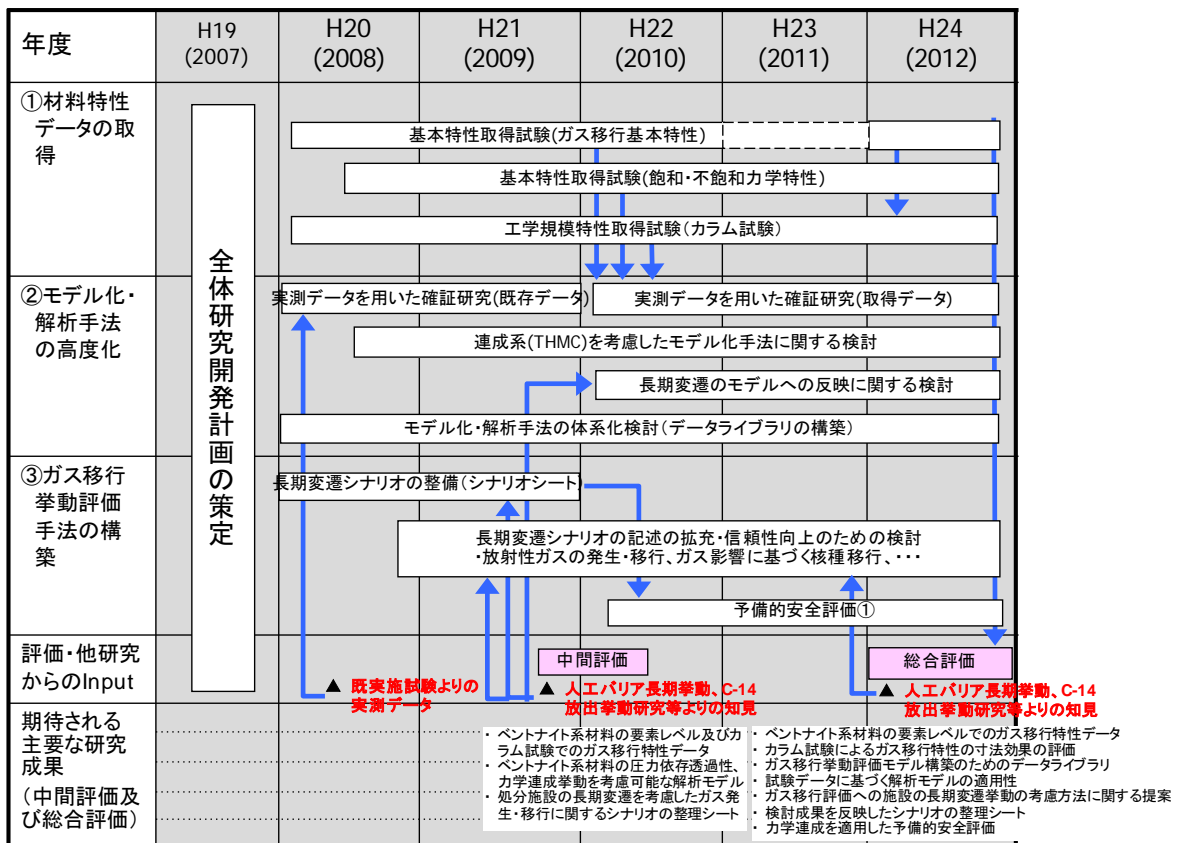 年度
H19
(2007)
H20
(2008)
H21
(2009)
H22
(2010)
H23
(2011)
H24
(2012)
①材料特性
データの取
得
基本特性取得試験(ガス移行基本特性)
基本特性取得試験(飽和・不飽和力学特性)
工学規模特性取得試験(カラム試験)
全体研究開発計画の策定
②モデル化・
解析手法
の高度化
実測データを用いた確証研究(既存データ)
実測データを用いた確証研究(取得データ)
連成系(THMC)を考慮したモデル化手法に関する検討
長期変遷のモデルへの反映に関する検討
モデル化・解析手法の体系化検討(データライブラリの構築)
③ガス移行
挙動評価
手法の構
築
長期変遷シナリオの整備(シナリオシート)
長期変遷シナリオの記述の拡充・信頼性向上のための検討
・放射性ガスの発生・移行、ガス影響に基づく核種移行、・・・
予備的安全評価①
評価・他研究
からのInput
中間評価
総合評価
▲ 既実施試験よりの
実測データ
▲ 人工バリア長期挙動、C-14
放出挙動研究等よりの知見
▲ 人工バリア長期挙動、C-14
放出挙動研究等よりの知見
期待される
主要な研究
成果
(中間評価及
び総合評価)
・ ベントナイト系材料の要素レベル及びカ
ラム試験でのガス移行特性データ
・ ベントナイト系材料の圧力依存透過性、
力学連成挙動を考慮可能な解析モデル
・ 処分施設の長期変遷を考慮したガス発
生・移行に関するシナリオの整理シート
・ ベントナイト系材料の要素レベルでのガス移行特性データ
・ カラム試験によるガス移行特性の寸法効果の評価
・ ガス移行挙動評価モデル構築のためのデータライブラリ
・ 試験データに基づく解析モデルの適用性
・ ガス移行評価への施設の長期変遷挙動の考慮方法に関する提案
・ 検討成果を反映したシナリオの整理シート
・ 力学連成を適用した予備的安全評価